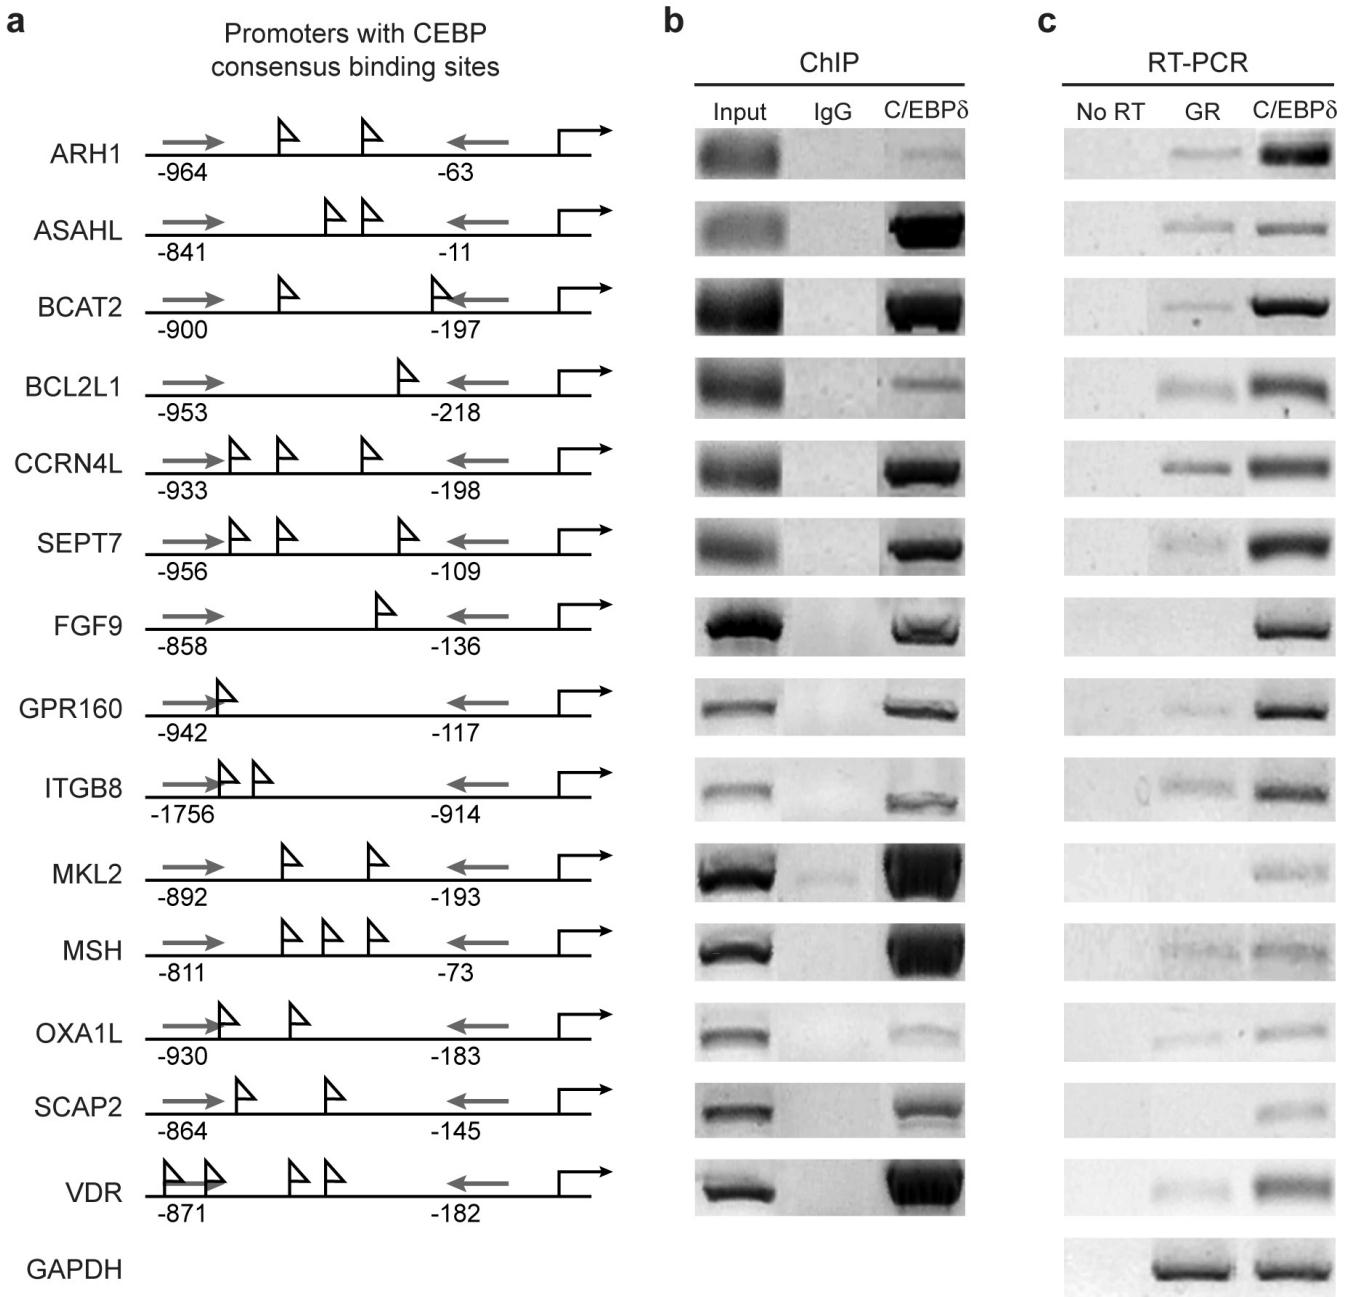 a
Promoters with CEBP
consensus binding sites
ARH1
-964
-63
ASAHL
-841
-11
BCAT2
-900
-197
BCL2L1
-953
-218
CCRN4L
-933
-198
SEPT7
-956
-109
FGF9
-858
-136
GPR160
-942
-117
ITGB8
-1756
-914
MKL2
-892
-193
MSH
-811
-73
OXA1L
-930
-183
SCAP2
-864
-145
VDR
-871
-182
GAPDH
b
ChIP
Input IgG C/EBPδ
c
RT-PCR
No RT GR C/EBPδ